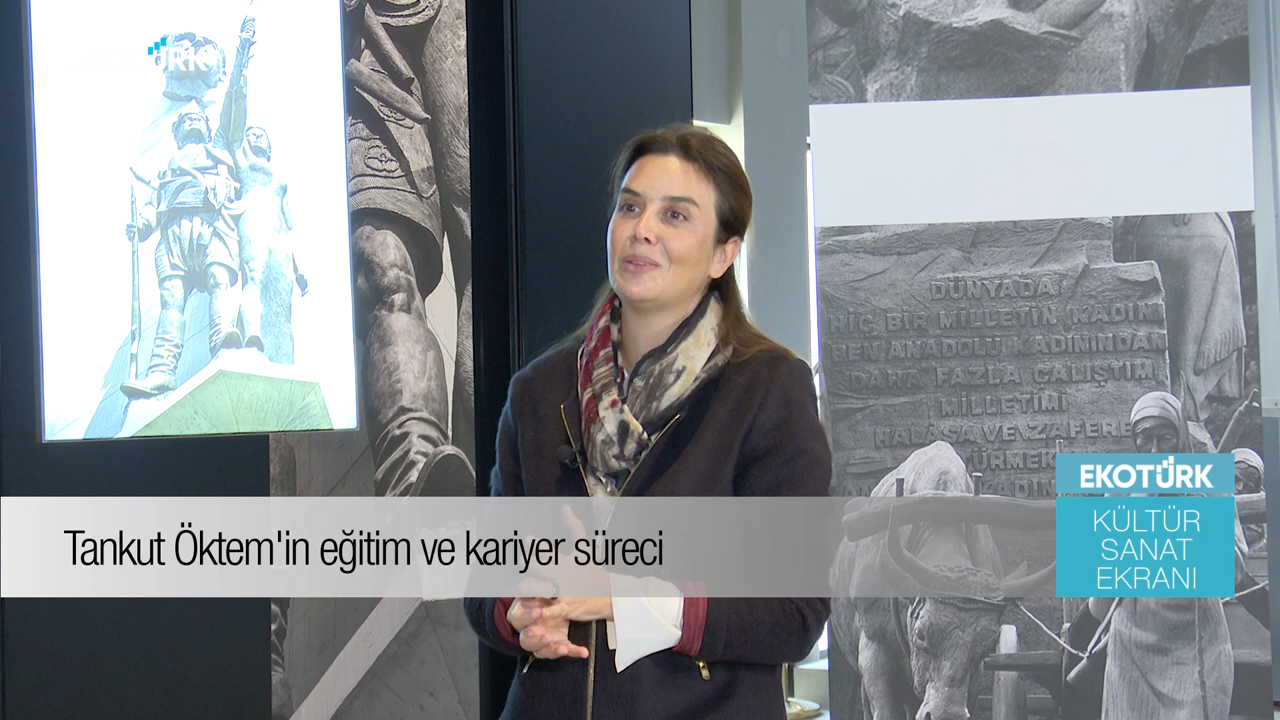 DÜNYADA
HİÇ BİR MİLLETİN KADINI
BEN ANADOLU KADININDAN
DAHA FAZLA ÇALIŞTIM
MİLLETİMİ
HALASA VE ZAFERE
EKOTÜRK
KÜLTÜR
SANAT
EKRANI
Tankut Öktem'in eğitim ve kariyer süreci